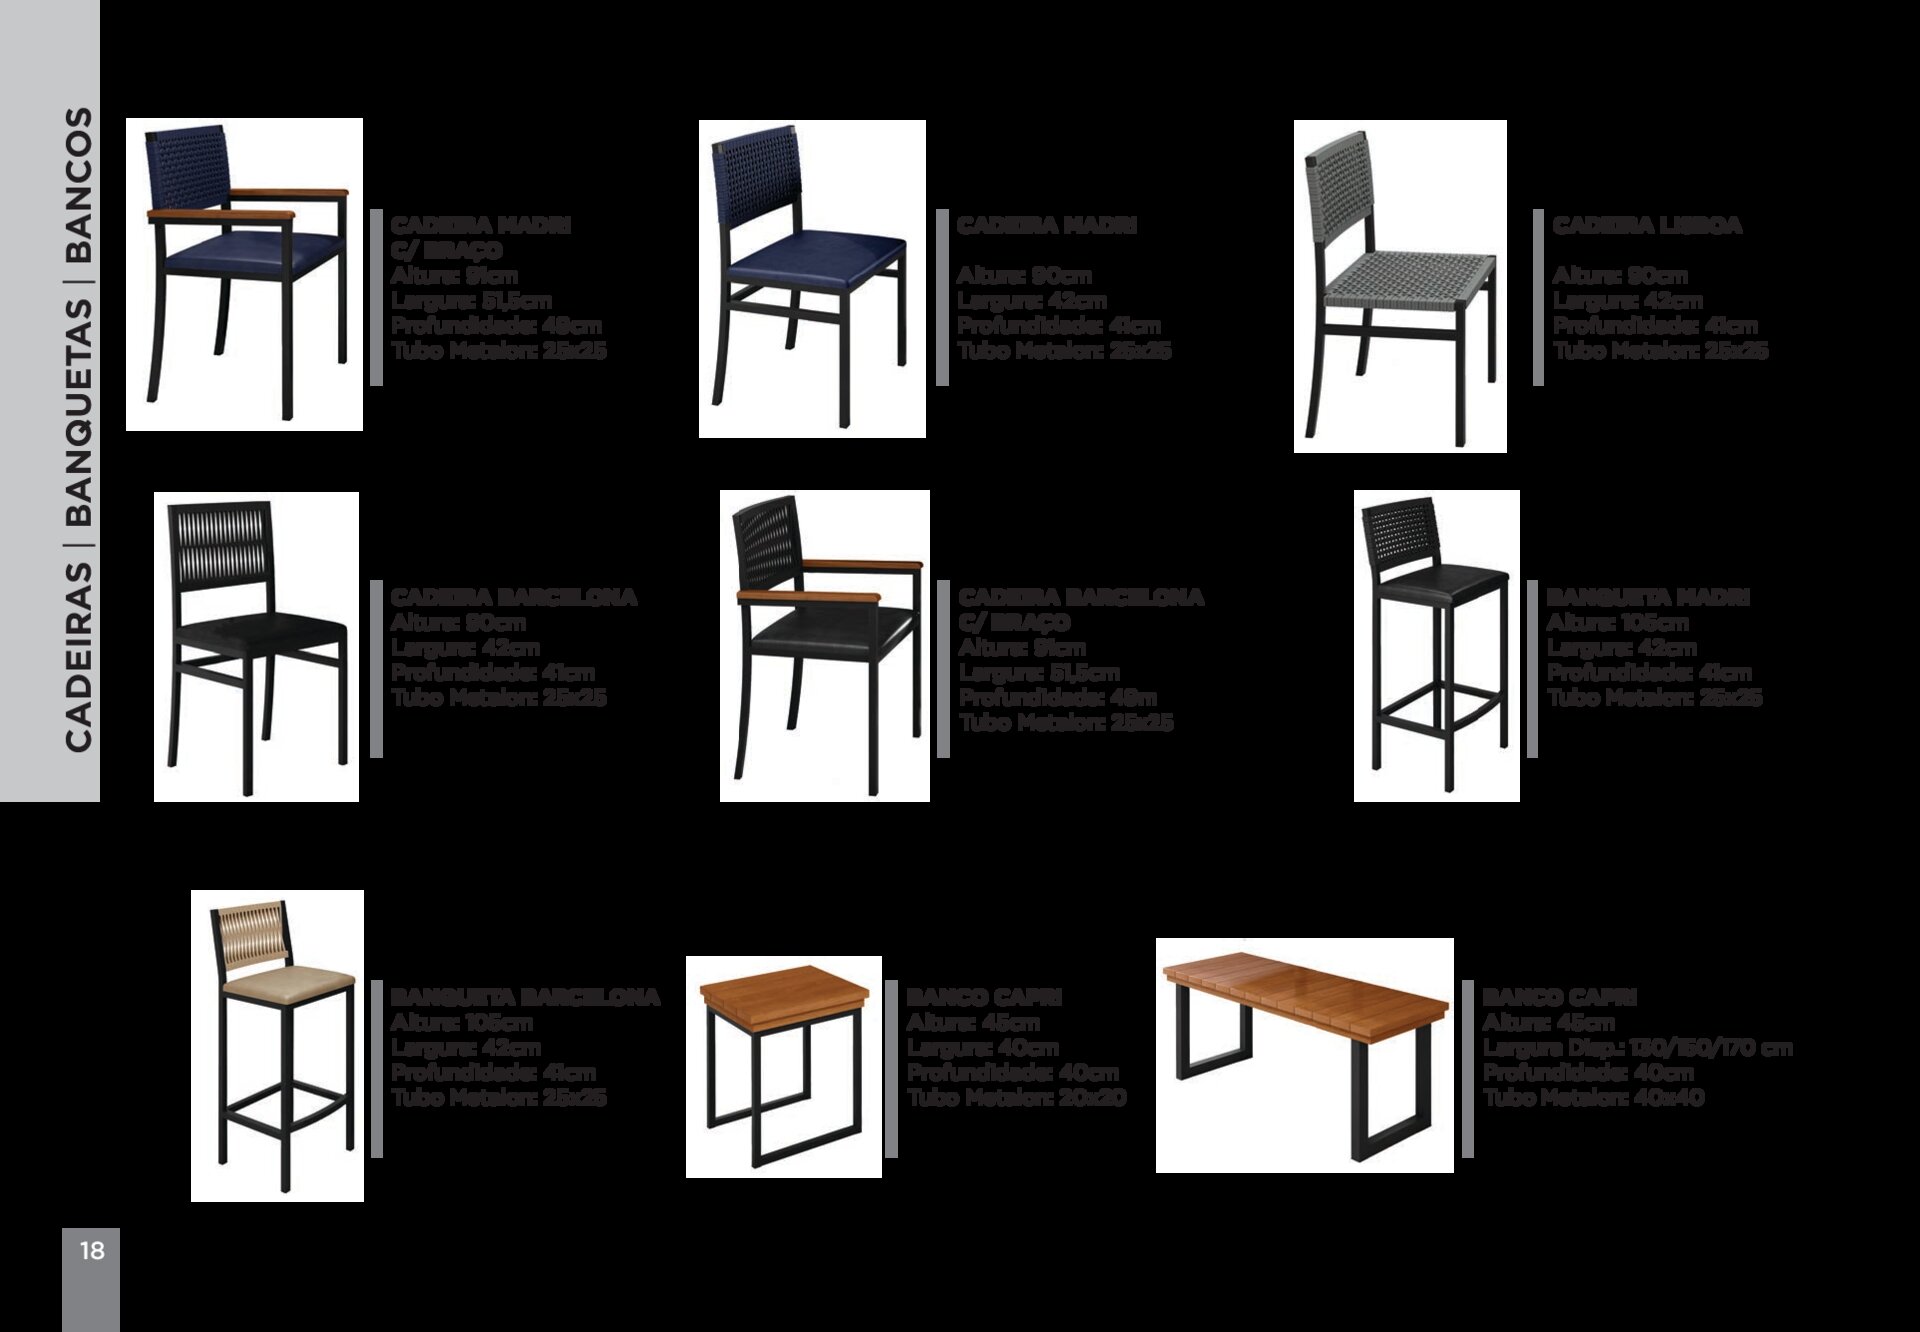 CADEIRAS | BANQUETAS | BANCOS
CADEIRA MADRI
C/ BRAÇO
Altura: 91cm
Largura: 51,5cm
Profundidade: 49cm
Tubo Metalon: 25x25
CADEIRA MADRI
Altura: 90cm
Largura: 42cm
Profundidade: 41cm
Tubo Metalon: 25x25
CADEIRA LISBOA
Altura: 90cm
Largura: 42cm
Profundidade: 41cm
Tubo Metalon: 25x25
CADEIRA BARCELONA
Altura: 90cm
Largura: 42cm
Profundidade: 41cm
Tubo Metalon: 25x25
CADEIRA BARCELONA
C/ BRAÇO
Altura: 91cm
Largura: 51,5cm
Profundidade: 49m
Tubo Metalon: 25x25
BANQUETA MADRI
Altura: 105cm
Largura: 42cm
Profundidade: 41cm
Tubo Metalon: 25x25
BANQUETA BARCELONA
Altura: 105cm
Largura: 42cm
Profundidade: 41cm
Tubo Metalon: 25x25
BANCO CAPRI
Altura: 45cm
Largura: 40cm
Profundidade: 40cm
Tubo Metalon: 20x20
BANCO CAPRI
Altura: 45cm
Largura Disp.: 130/150/170 cm
Profundidade: 40cm
Tubo Metalon: 40x40
18